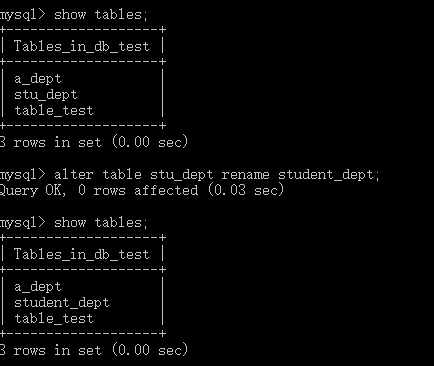 mysql> show tables;
+-------------------+
| Tables_in_db_test |
+-------------------+
| a_dept            |
| stu_dept          |
| table_test        |
+-------------------+
3 rows in set (0.00 sec)
mysql> alter table stu_dept rename student_dept;
Query OK, 0 rows affected (0.03 sec)
mysql> show tables;
+-------------------+
| Tables_in_db_test |
+-------------------+
| a_dept            |
| student_dept      |
| table_test        |
+-------------------+
3 rows in set (0.00 sec)